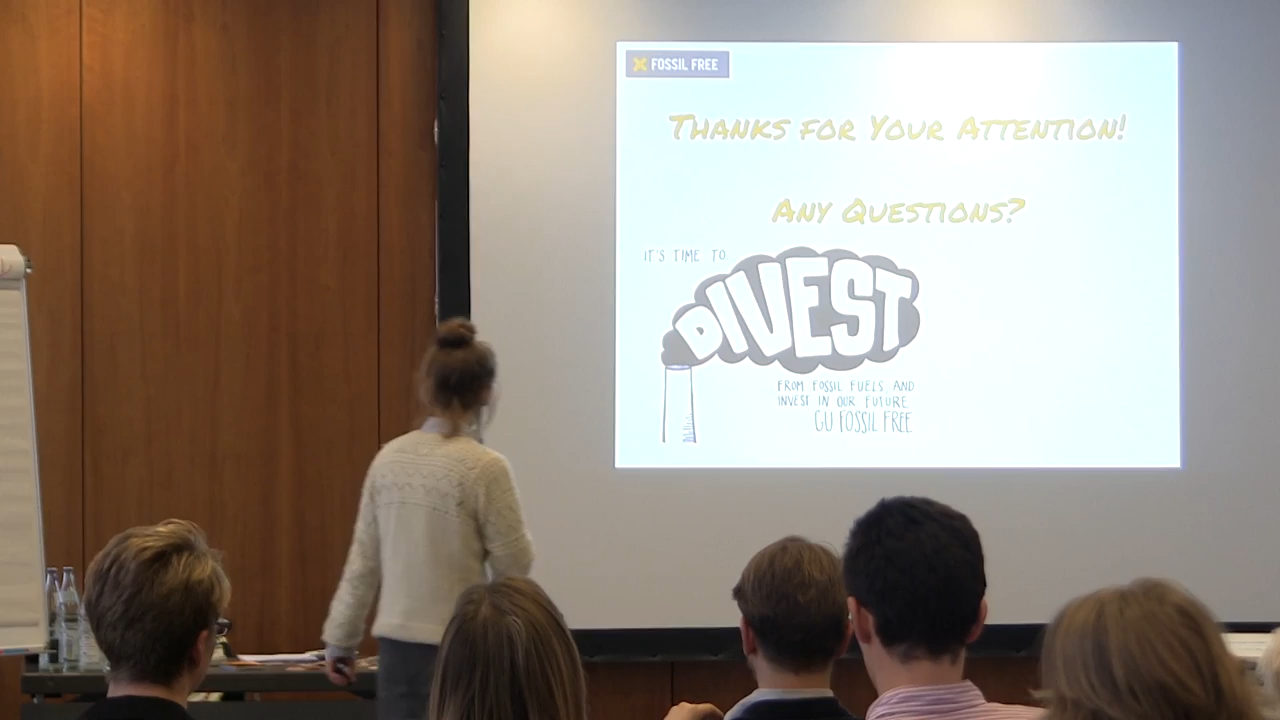 FOSSIL FREE
THANKS FOR YOUR ATTENTION!
ANY QUESTIONS?
IT'S TIME TO
DIVEST
FROM FOSSIL FUELS AND
INVEST IN OUR FUTURE.
GU FOSSIL FREE